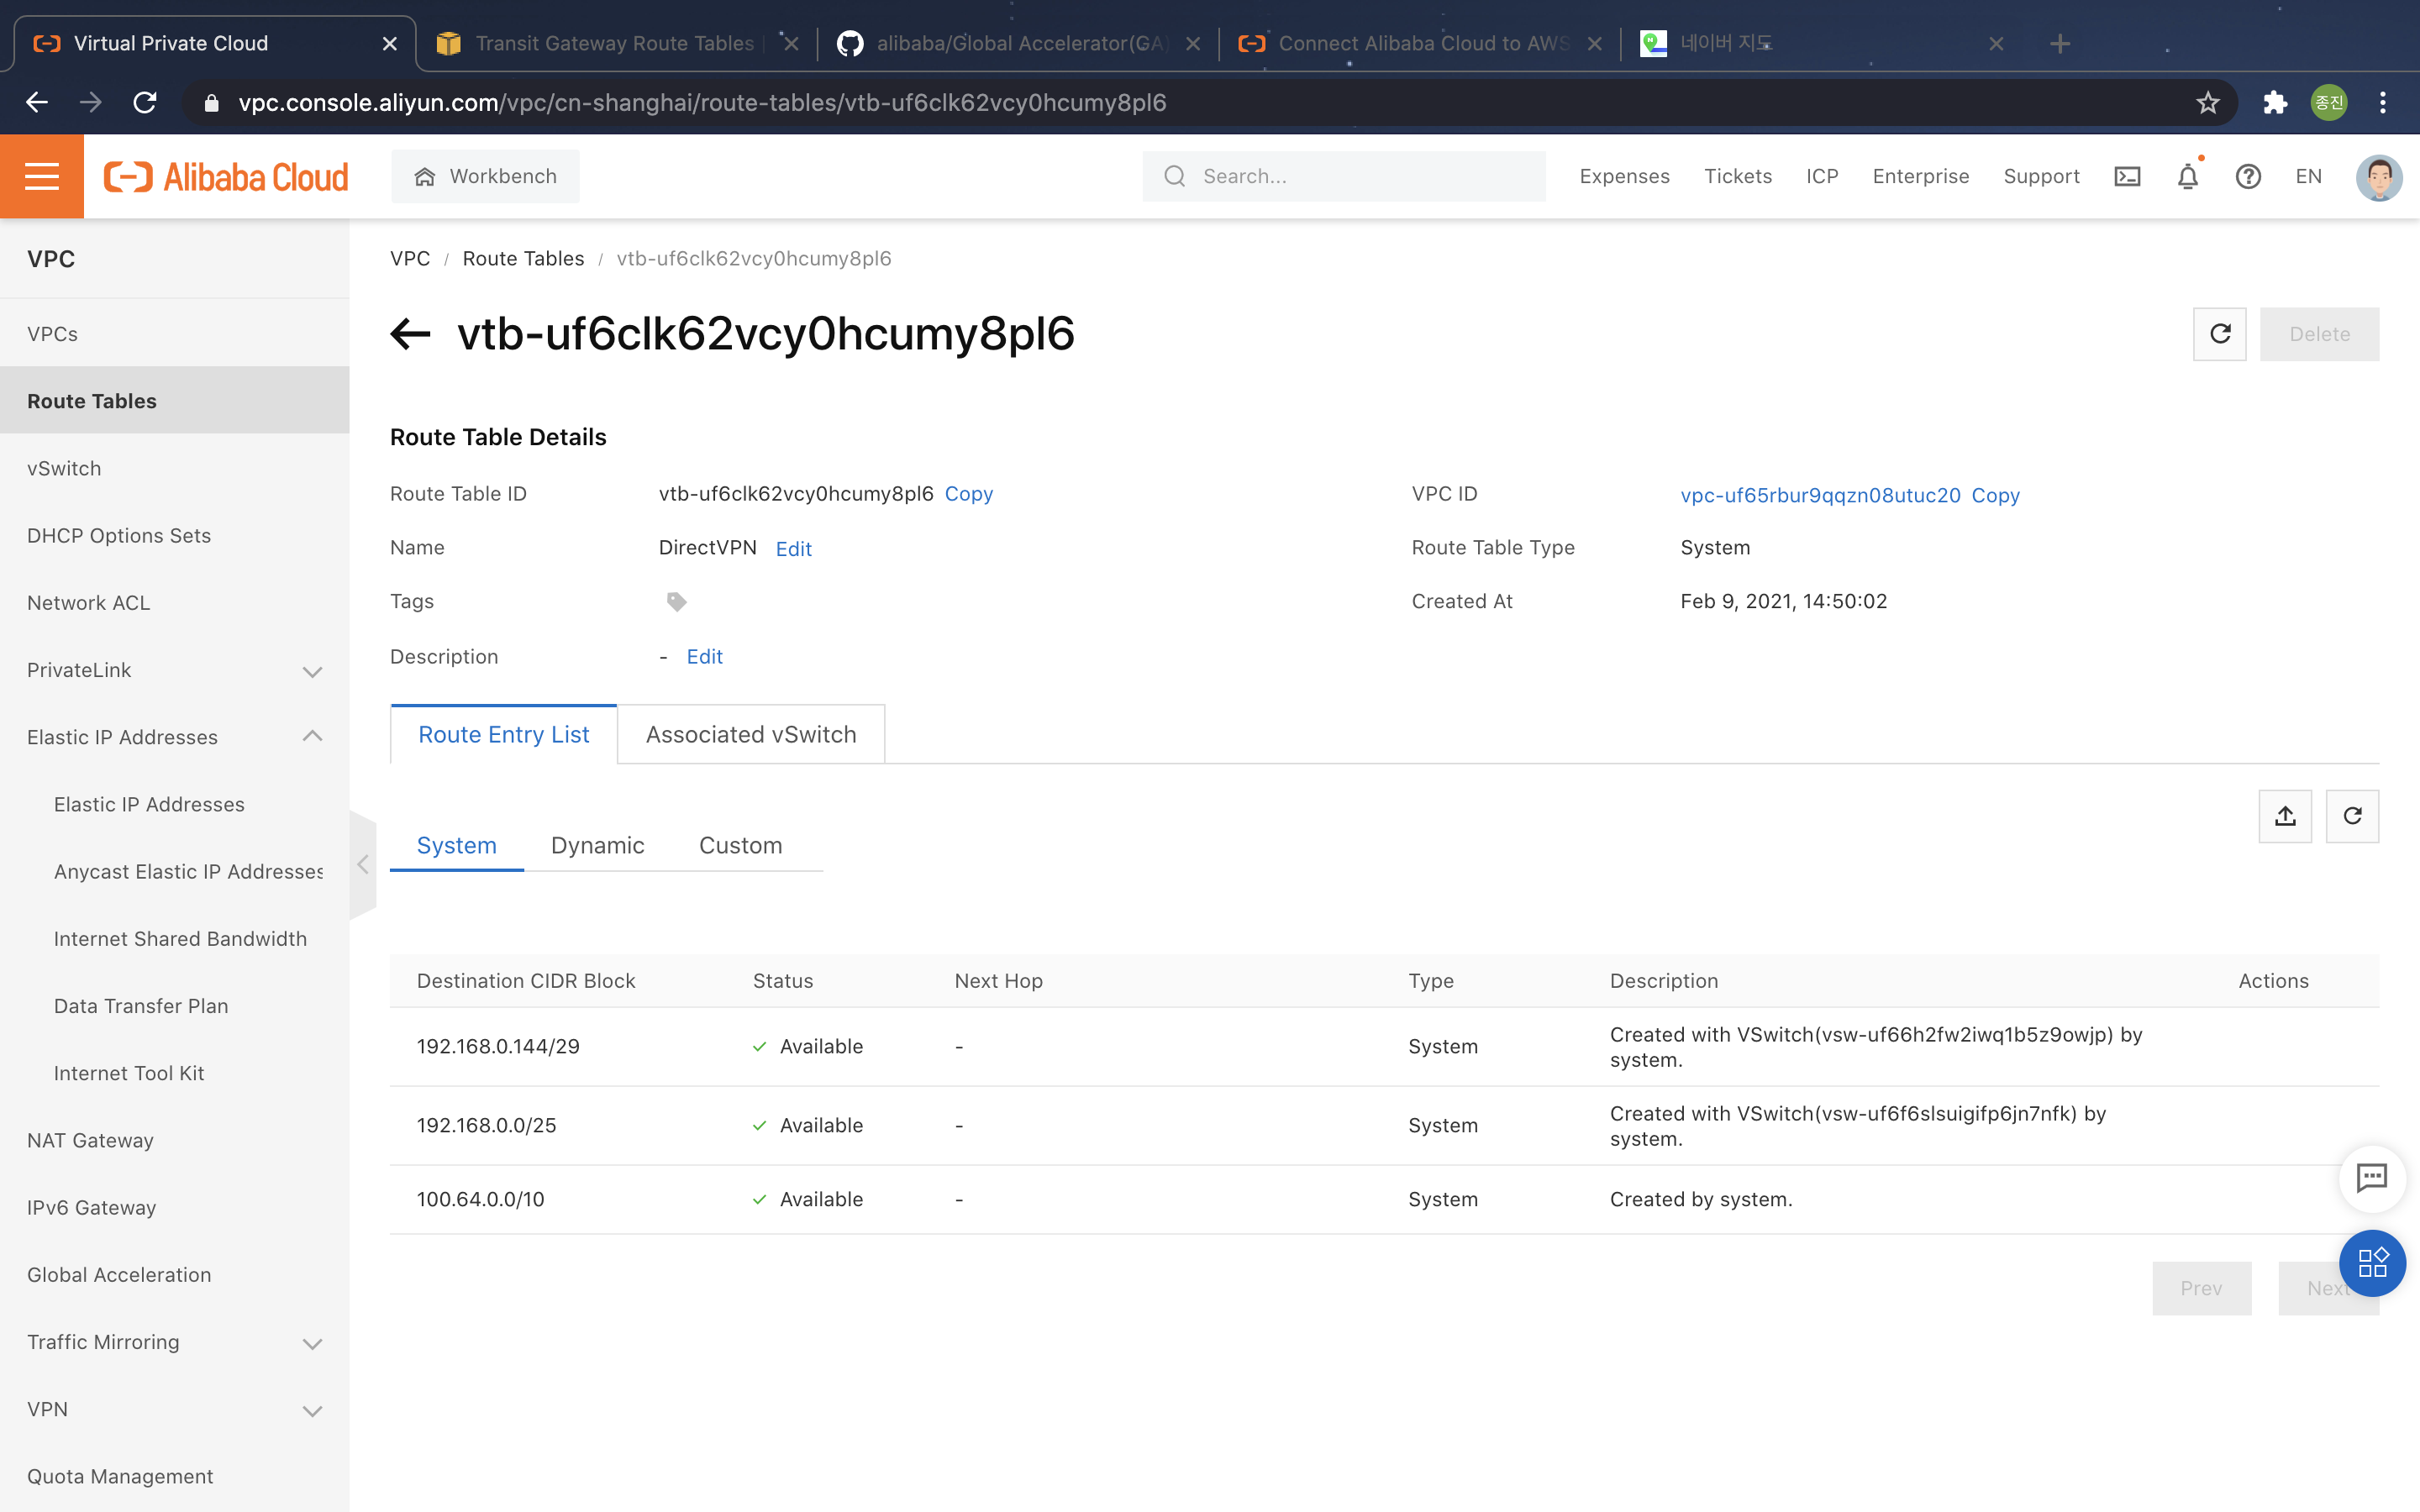 Virtual Private Cloud
Transit Gateway Route Tables
alibaba/Global Accelerator(GA)
Connect Alibaba Cloud to AWS
네이버 지도
vpc.console.aliyun.com/vpc/cn-shanghai/route-tables/vtb-uf6clk62vcy0hcumy8pl6
종진
Alibaba Cloud
Workbench
Search...
Expenses
Tickets
ICP
Enterprise
Support
EN
VPC
VPCs
Route Tables
vSwitch
DHCP Options Sets
Network ACL
PrivateLink
Elastic IP Addresses
Elastic IP Addresses
Anycast Elastic IP Addresses
Internet Shared Bandwidth
Data Transfer Plan
Internet Tool Kit
NAT Gateway
IPv6 Gateway
Global Acceleration
Traffic Mirroring
VPN
Quota Management
VPC / Route Tables / vtb-uf6clk62vcy0hcumy8pl6
vtb-uf6clk62vcy0hcumy8pl6
Delete
Route Table Details
Route Table ID vtb-uf6clk62vcy0hcumy8pl6 Copy
VPC ID vpc-uf65rbur9qqzn08utuc20 Copy
Name DirectVPN Edit
Route Table Type System
Tags
Created At Feb 9, 2021, 14:50:02
Description - Edit
Route Entry List
Associated vSwitch
System
Dynamic
Custom
Destination CIDR Block Status Next Hop Type Description Actions
192.168.0.144/29 Available - System Created with VSwitch(vsw-uf66h2fw2iwq1b5z9owjp) by
system.
192.168.0.0/25 Available - System Created with VSwitch(vsw-uf6f6slsuigifp6jn7nfk) by
system.
100.64.0.0/10 Available - System Created by system.
Prev
Next